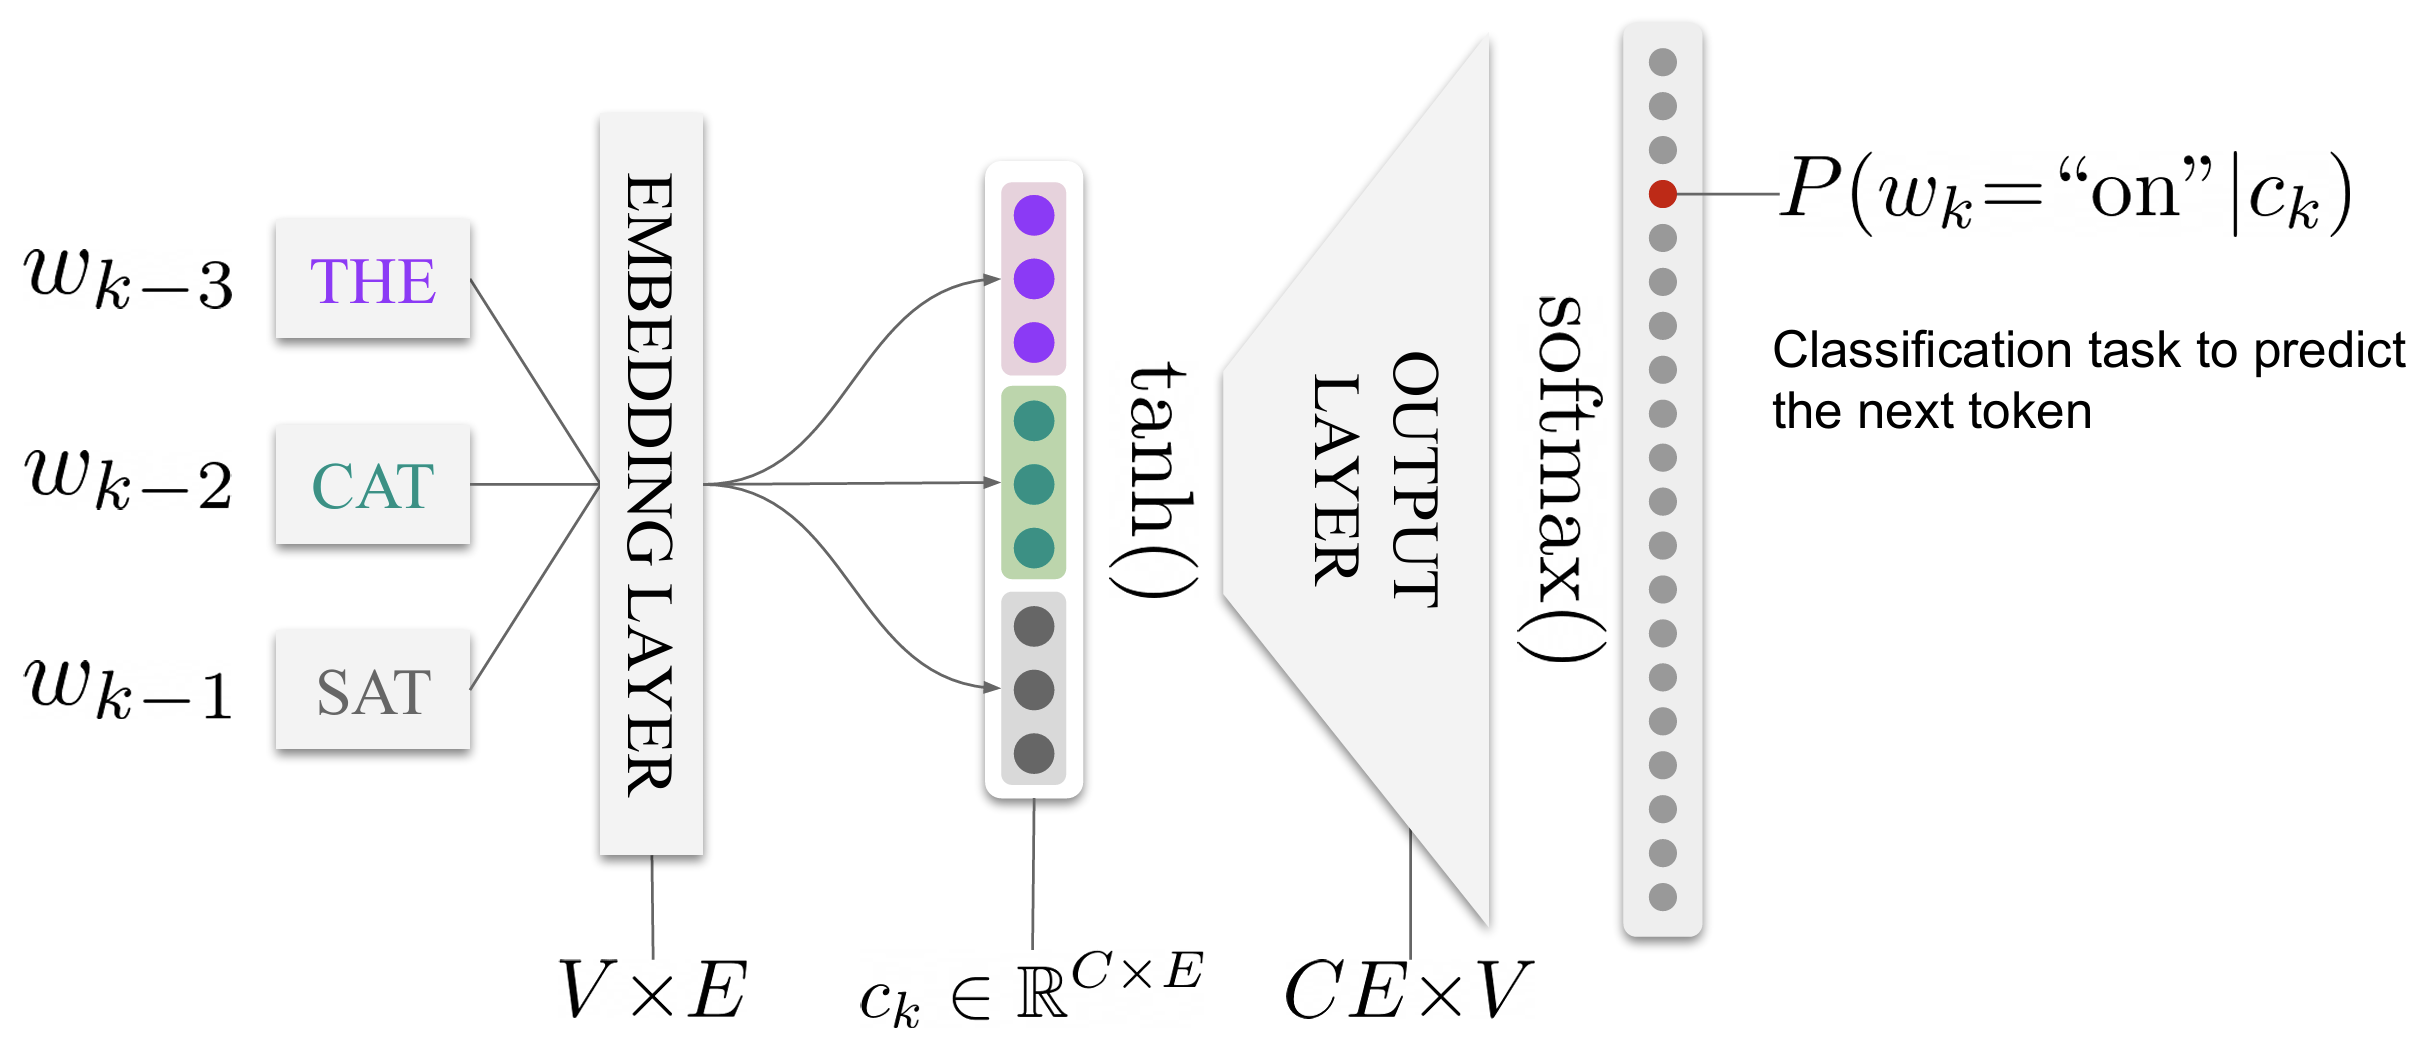 w_{k-3}
THE
w_{k-2}
CAT
w_{k-1}
SAT
EMBEDDING LAYER
V×E
c_k ∈ ℝ^{C×E}
tanh()
OUTPUT
LAYER
CE×V
softmax()
P(w_k=“on”|c_k)
Classification task to predict
the next token